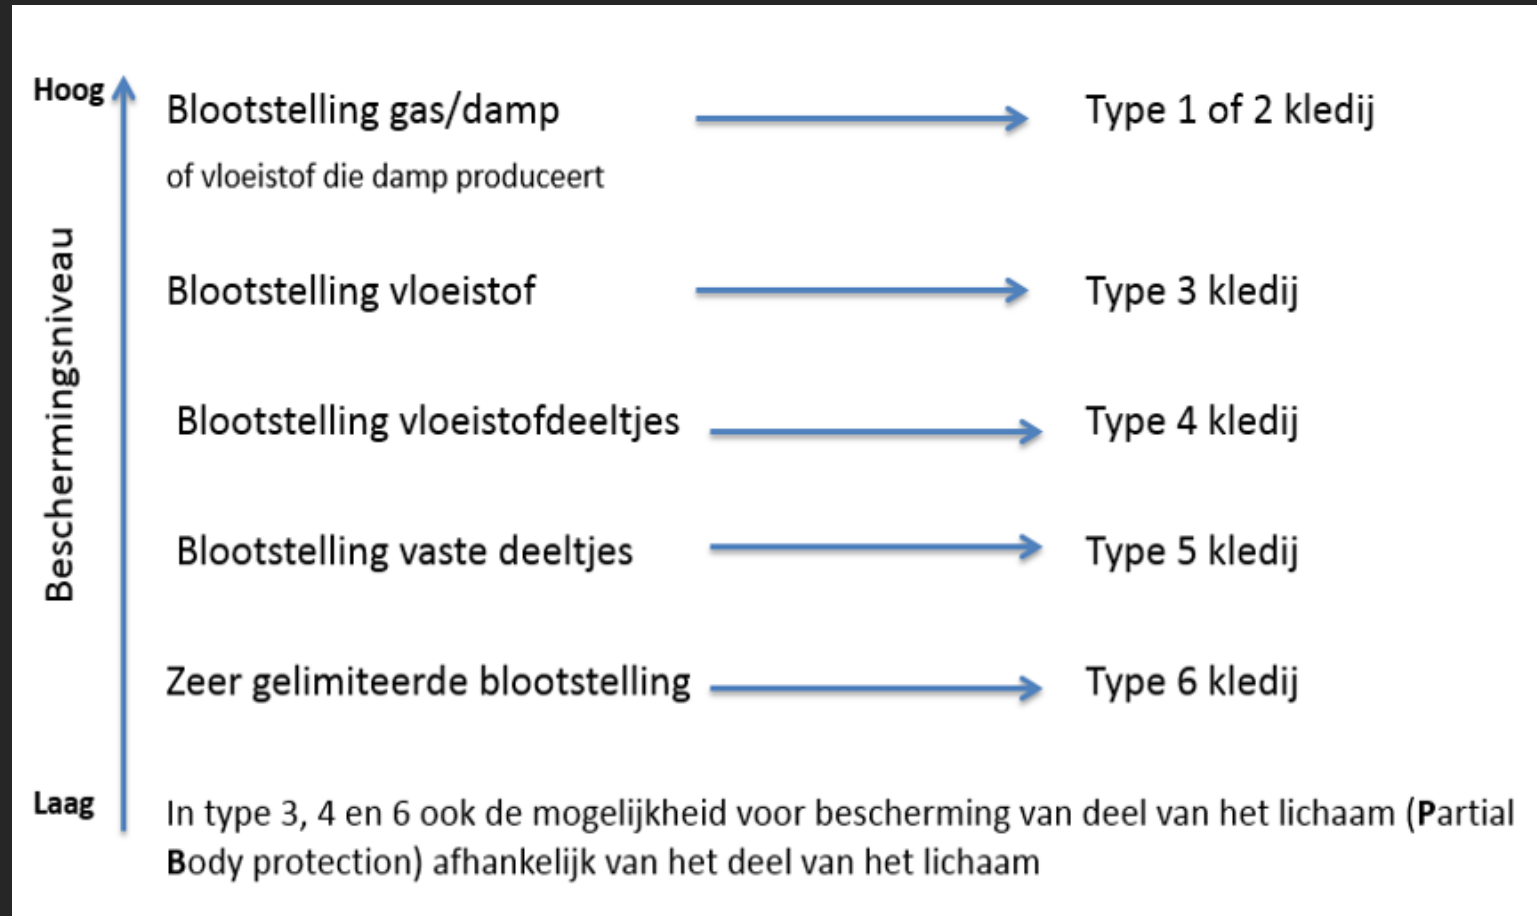 Hoog
Blootstelling gas/damp
Type 1 of 2 kledij
of vloeistof die damp produceert
Beschermingsniveau
Blootstelling vloeistof
Type 3 kledij
Blootstelling vloeistofdeeltjes
Type 4 kledij
Blootstelling vaste deeltjes
Type 5 kledij
Zeer gelimiteerde blootstelling
Type 6 kledij
Laag
In type 3, 4 en 6 ook de mogelijkheid voor bescherming van deel van het lichaam (Partial
Body protection) afhankelijk van het deel van het lichaam